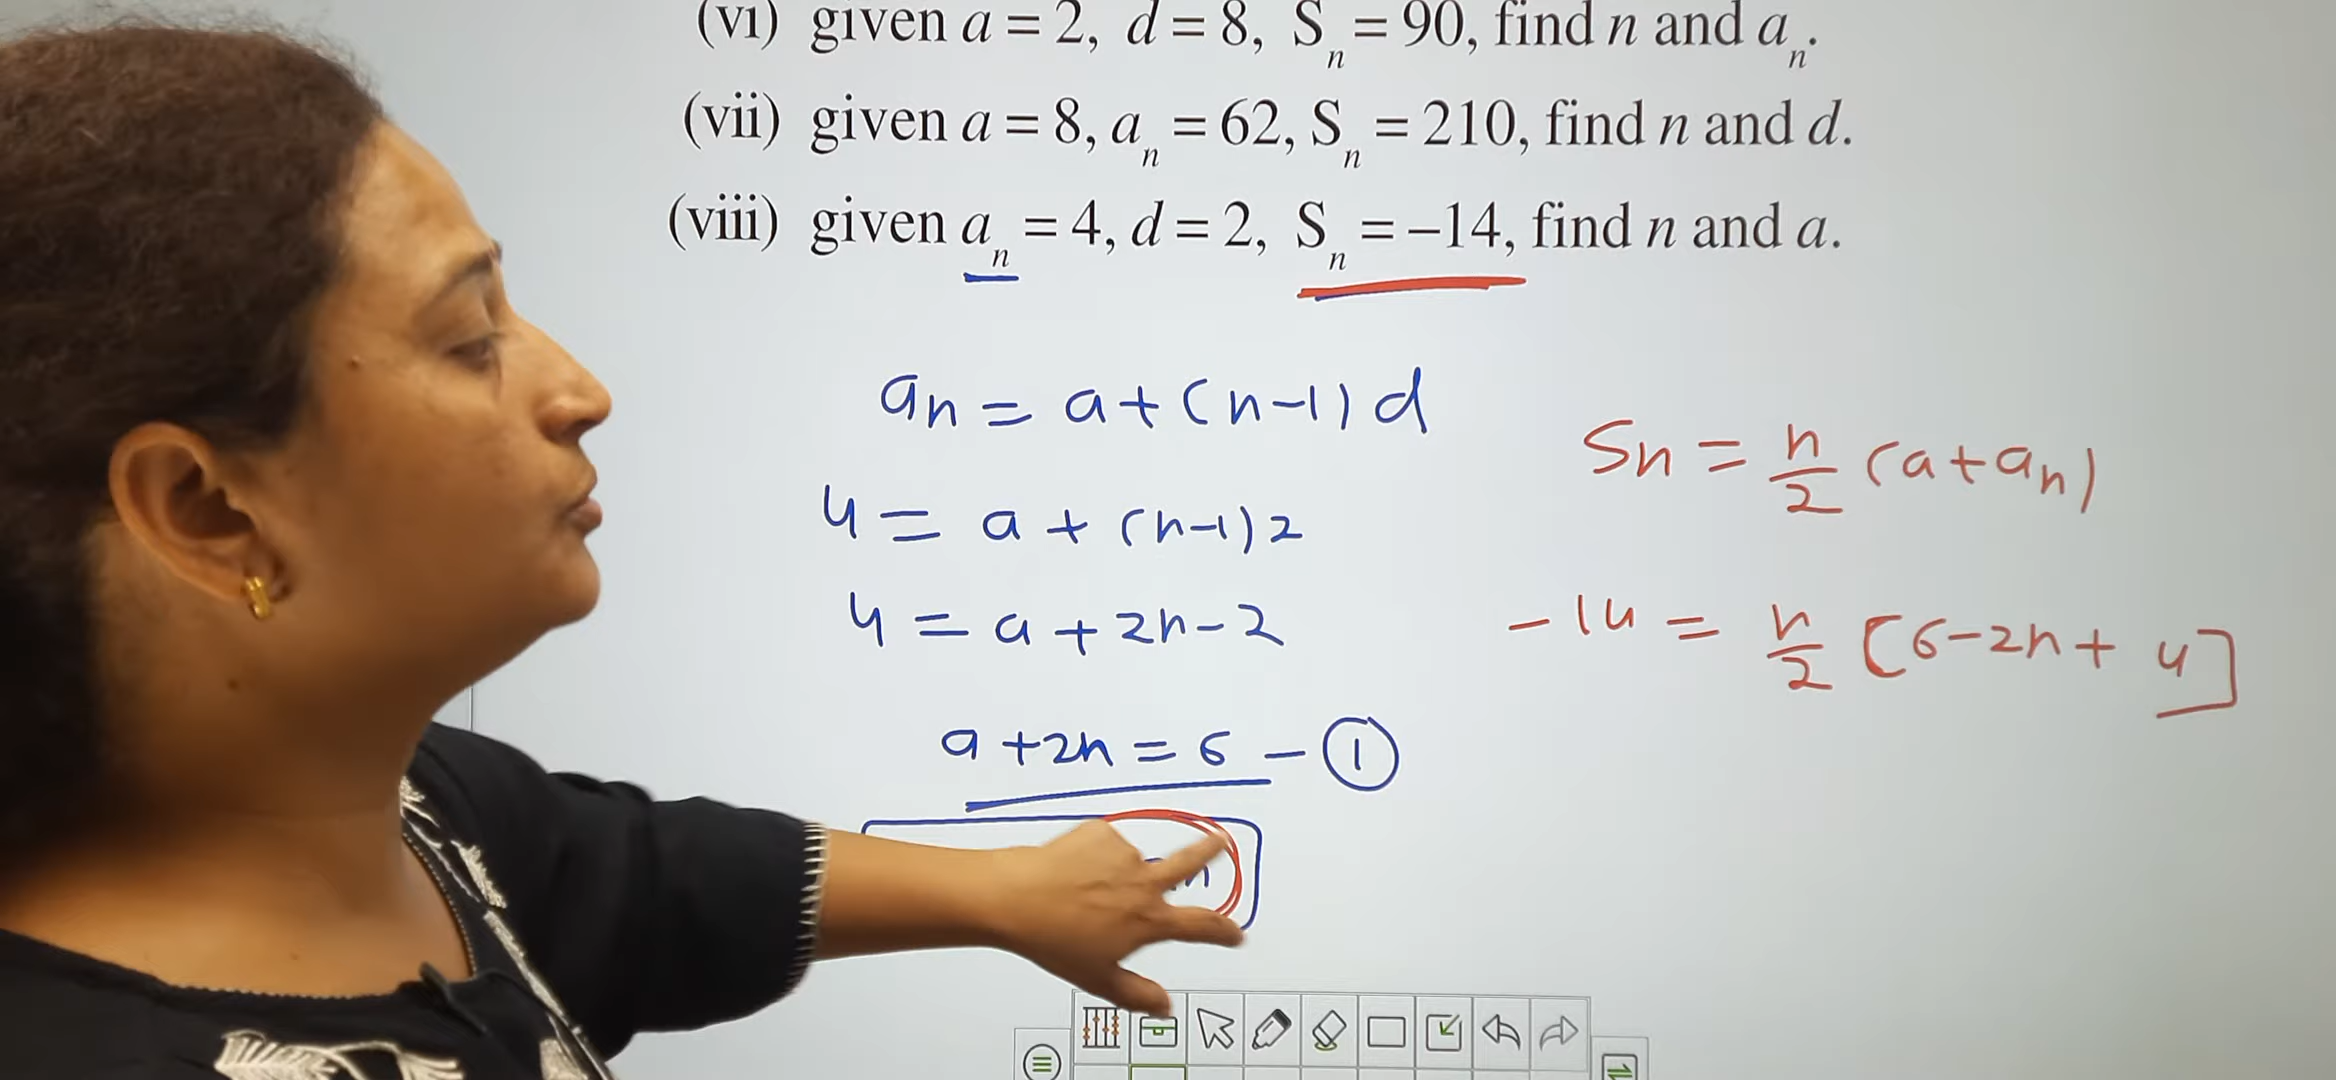 (vi) given a = 2, d = 8, Sn = 90, find n and an.
(vii) given a = 8, an = 62, Sn = 210, find n and d.
(viii) given an = 4, d = 2, Sn = –14, find n and a.
an = a + (n-1) d
4 = a + (n-1) 2
4 = a + 2n - 2
a + 2n = 6 - ①
n
Sn = n/2 (a + an)
-14 = n/2 [6 - 2n + 4]